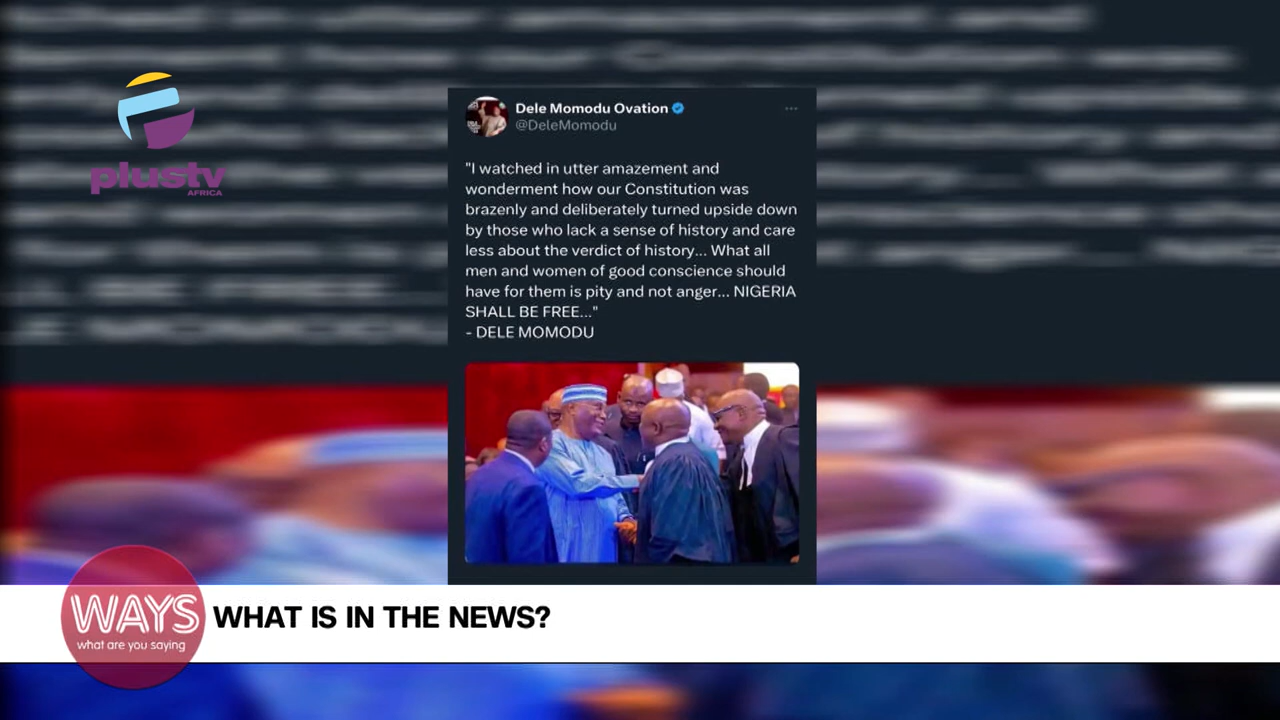 plustv
AFRICA
Dele Momodu Ovation
@DeleMomodu
"I watched in utter amazement and
wonderment how our Constitution was
brazenly and deliberately turned upside down
by those who lack a sense of history and care
less about the verdict of history... What all
men and women of good conscience should
have for them is pity and not anger... NIGERIA
SHALL BE FREE..."
- DELE MOMODU
WAYS
what are you saying
WHAT IS IN THE NEWS?